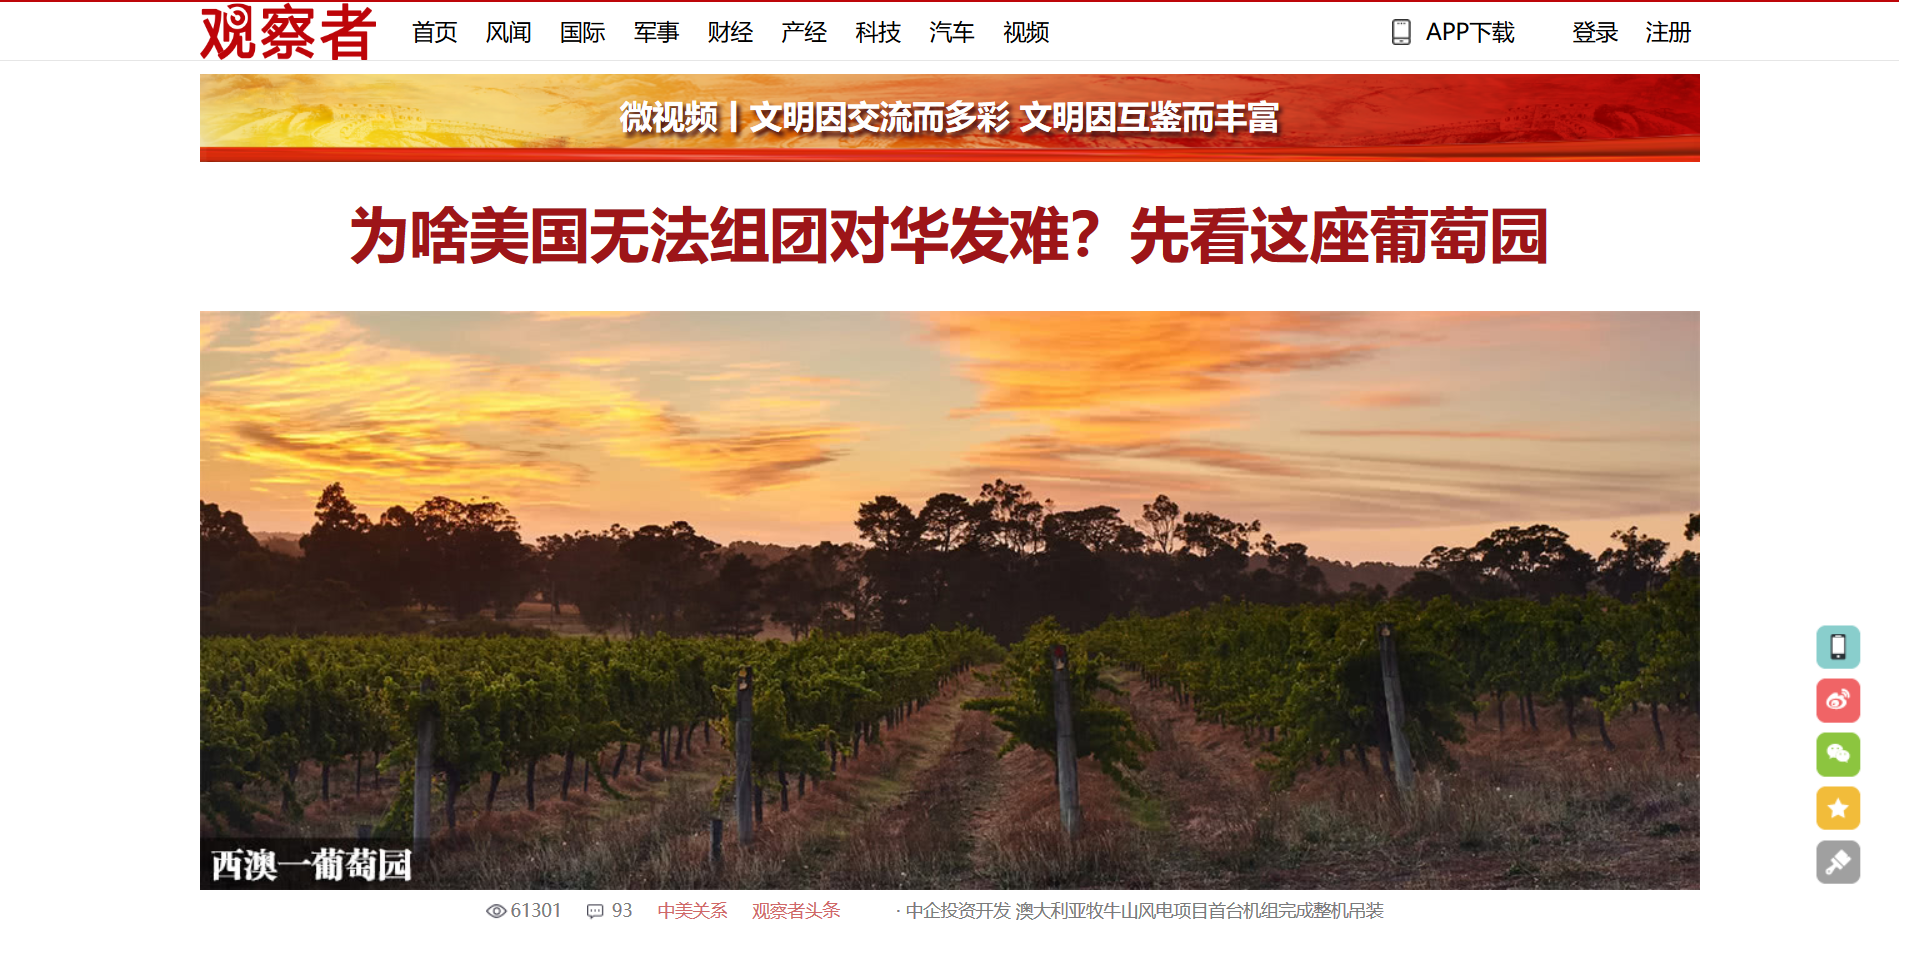 观察者 首页 风闻 国际 军事 财经 产经 科技 汽车 视频 APP下载 登录 注册
微视频丨文明因交流而多彩 文明因互鉴而丰富
为啥美国无法组团对华发难？先看这座葡萄园
西澳一葡萄园
61301 93 中美关系 观察者头条 · 中企投资开发 澳大利亚牧牛山风电项目首台机组完成整机吊装